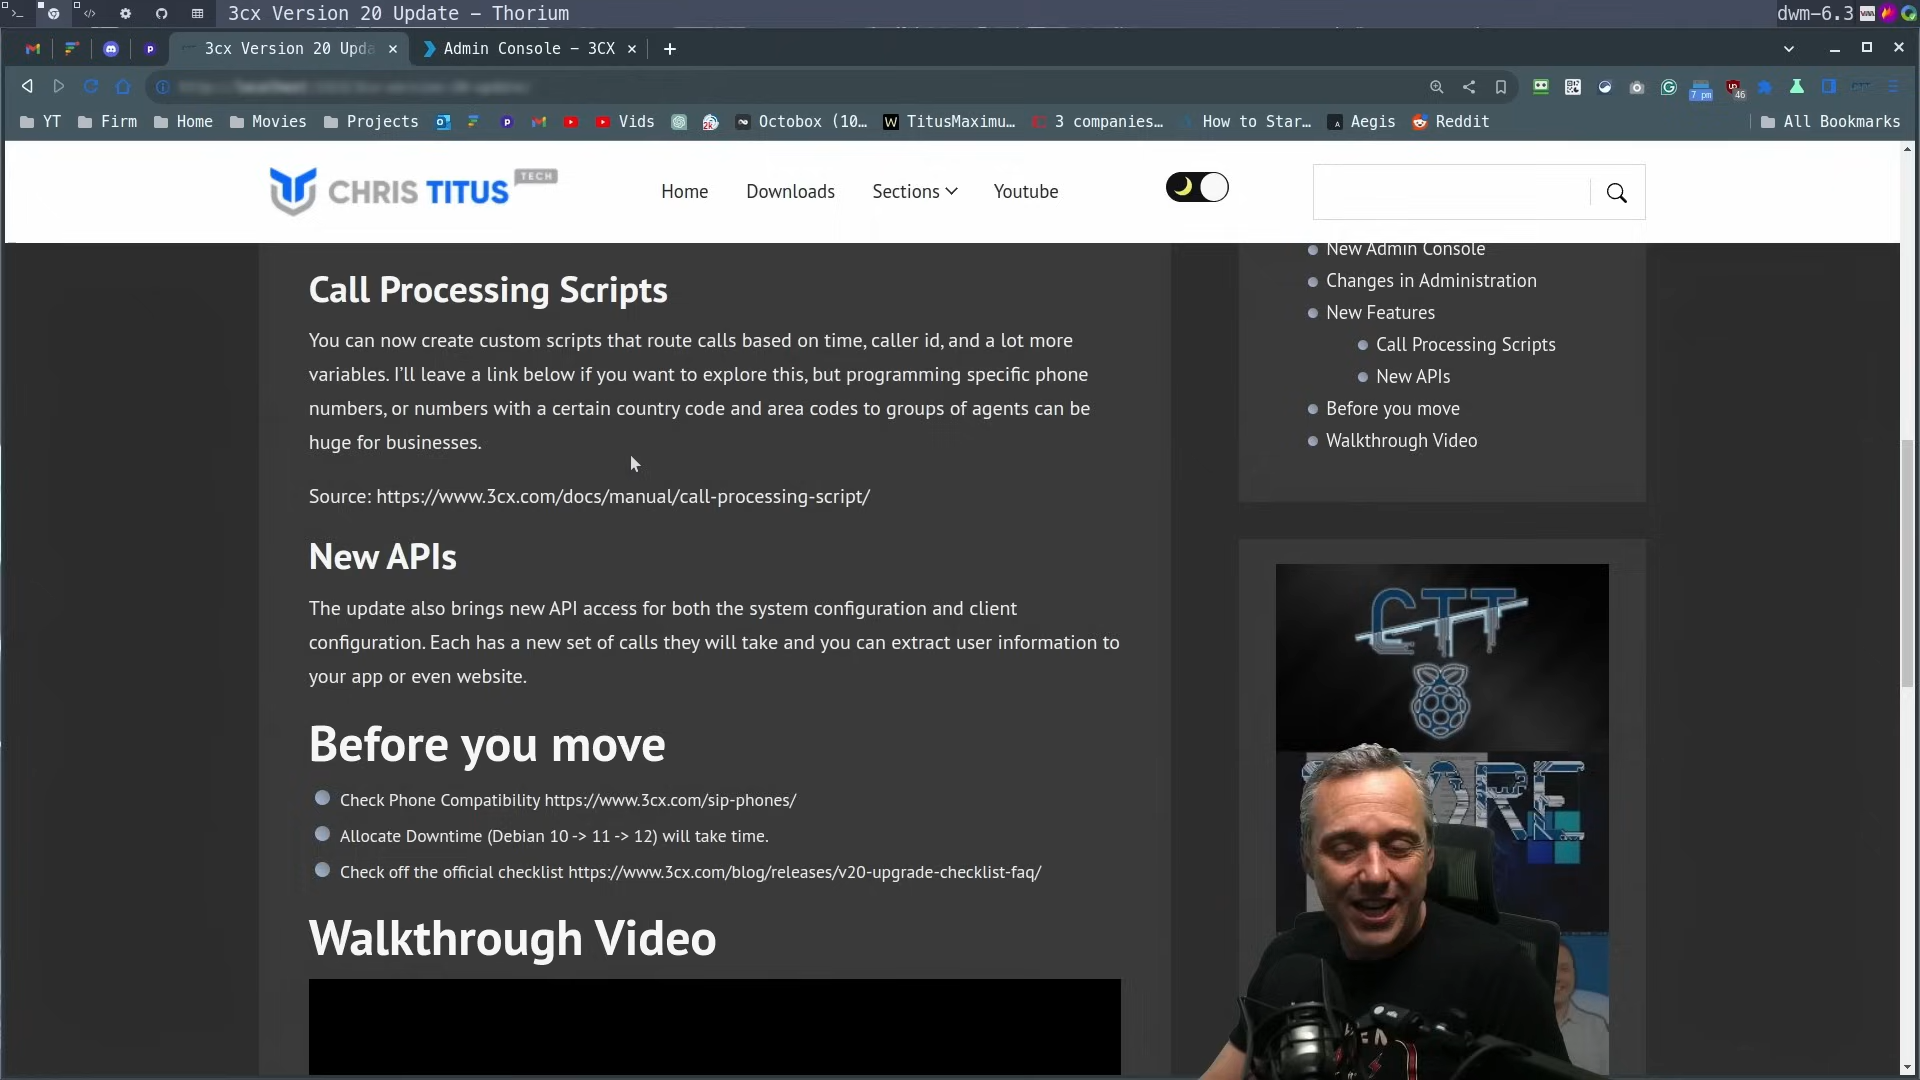 3cx Version 20 Update – Thorium
dwm-6.3
3cx Version 20 Upda
Admin Console – 3CX
7 pm
46
YT
Firm
Home
Movies
Projects
Vids
Octobox (10…
TitusMaximu…
3 companies…
How to Star…
Aegis
Reddit
All Bookmarks
CHRIS TITUS TECH
Home
Downloads
Sections
Youtube
Call Processing Scripts
You can now create custom scripts that route calls based on time, caller id, and a lot more
variables. I’ll leave a link below if you want to explore this, but programming specific phone
numbers, or numbers with a certain country code and area codes to groups of agents can be
huge for businesses.
Source: https://www.3cx.com/docs/manual/call-processing-script/
New APIs
The update also brings new API access for both the system configuration and client
configuration. Each has a new set of calls they will take and you can extract user information to
your app or even website.
Before you move
Check Phone Compatibility https://www.3cx.com/sip-phones/
Allocate Downtime (Debian 10 -> 11 -> 12) will take time.
Check off the official checklist https://www.3cx.com/blog/releases/v20-upgrade-checklist-faq/
Walkthrough Video
New Admin Console
Changes in Administration
New Features
Call Processing Scripts
New APIs
Before you move
Walkthrough Video
CTT